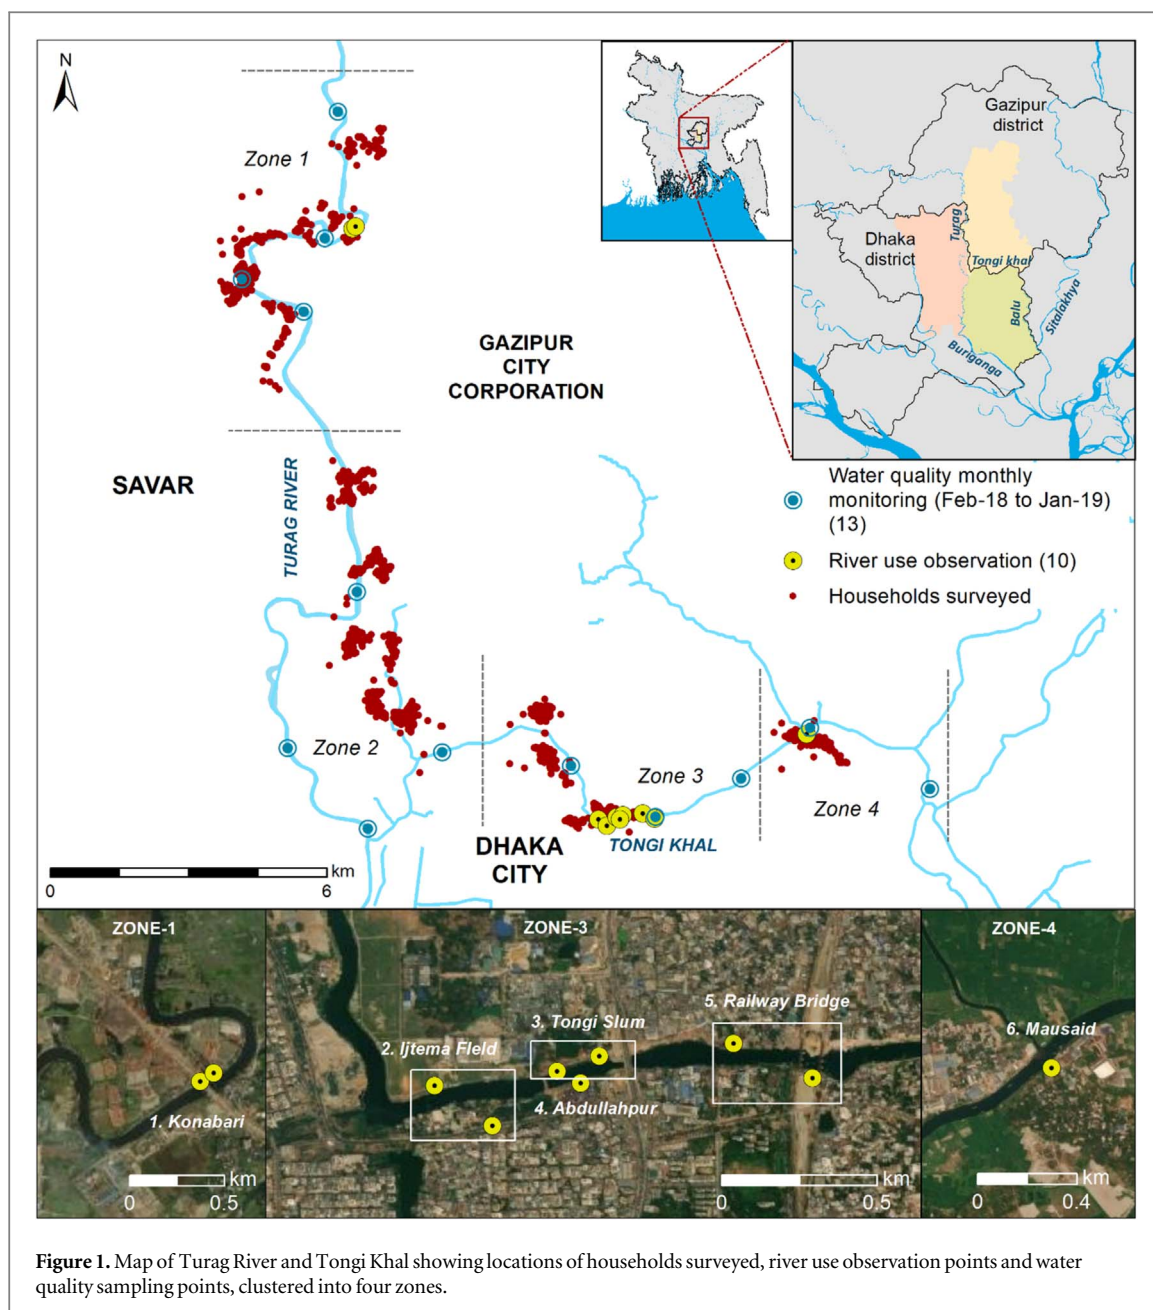 N
Zone 1
GAZIPUR
CITY
CORPORATION
SAVAR
TURAG RIVER
Zone 2
Zone 3
Zone 4
DHAKA
CITY
TONGI KHAL
km
0
6
Gazipur
district
Dhaka
district
Turag
Tongi khal
Balu
Sitalakhya
Buriganga
Water quality monthly
monitoring (Feb-18 to Jan-19)
(13)
River use observation (10)
Households surveyed
ZONE-1
1. Konabari
km
0
0.5
ZONE-3
2. Ijtema FIeld
3. Tongi Slum
4. Abdullahpur
5. Railway Bridge
km
0
0.5
ZONE-4
6. Mausaid
km
0
0.4
Figure 1. Map of Turag River and Tongi Khal showing locations of households surveyed, river use observation points and water
quality sampling points, clustered into four zones.